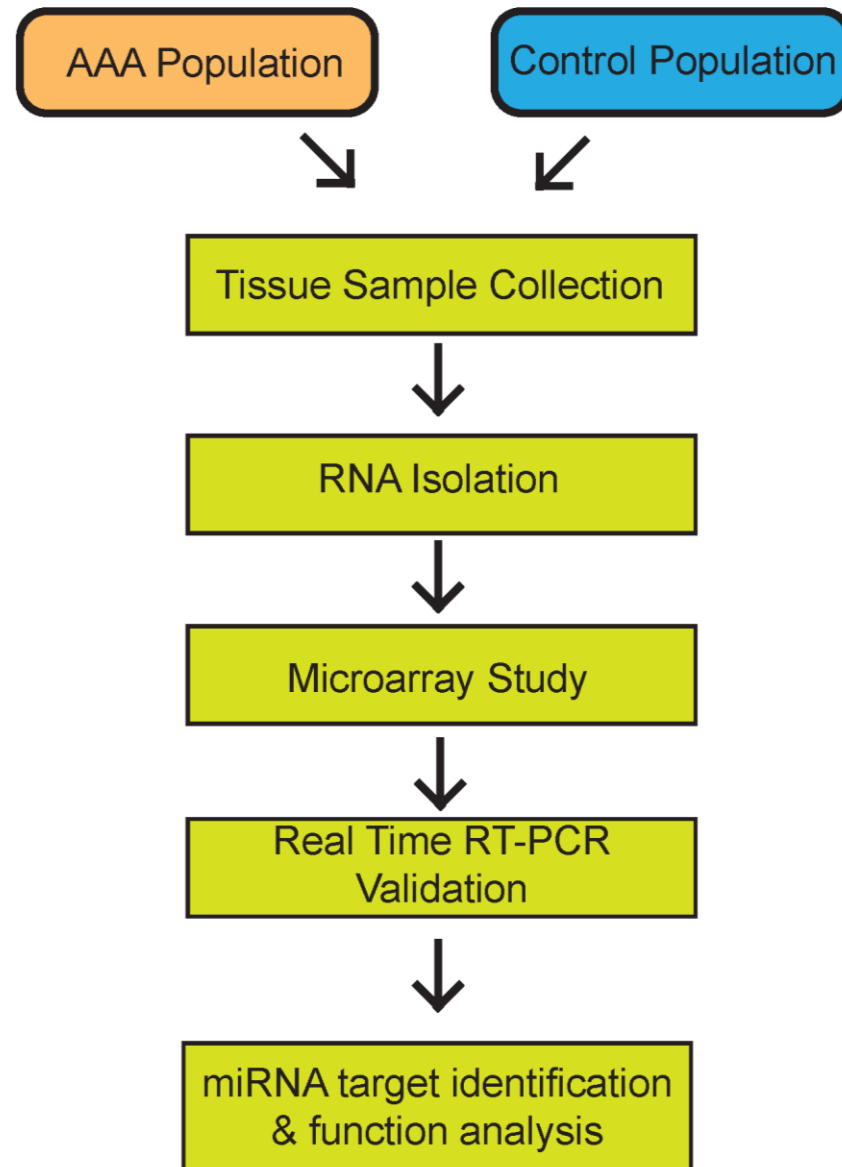 AAA Population
Control Population
Tissue Sample Collection
RNA Isolation
Microarray Study
Real Time RT-PCR
Validation
miRNA target identification
& function analysis